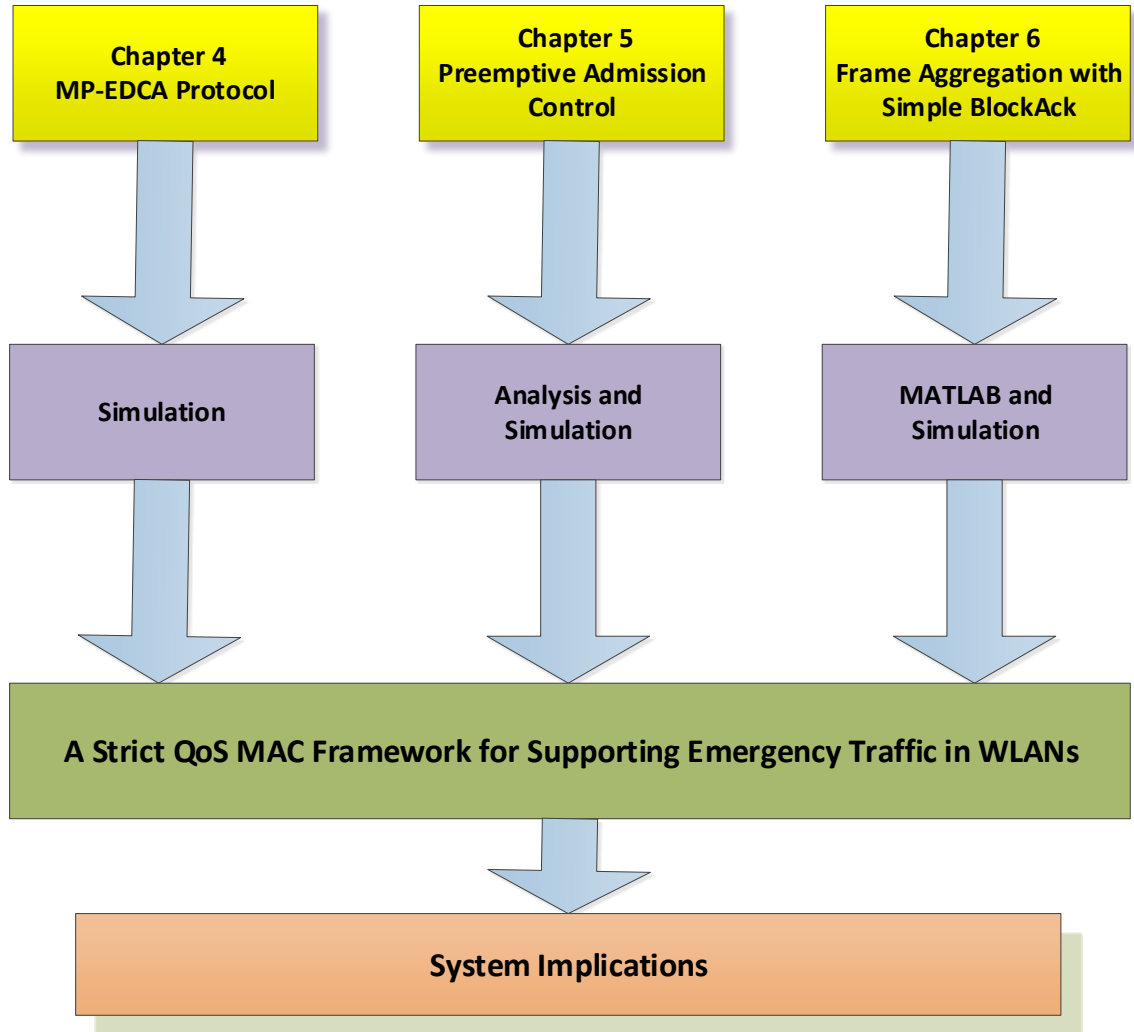 Chapter 4
MP-EDCA Protocol
Chapter 5
Preemptive Admission
Control
Chapter 6
Frame Aggregation with
Simple BlockAck
Simulation
Analysis and
Simulation
MATLAB and
Simulation
A Strict QoS MAC Framework for Supporting Emergency Traffic in WLANs
System Implications